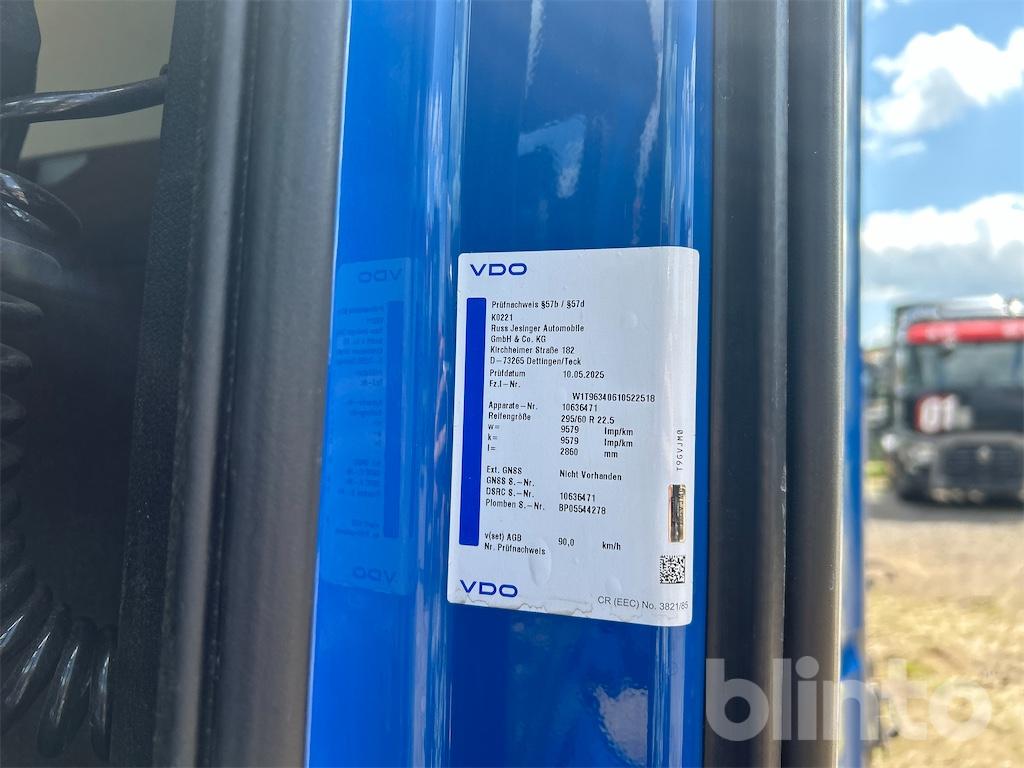 VDO
Prüfnachweis §57b / §57d
K0221
Russ Jesinger Automobile
GmbH & Co. KG
Kirchheimer Straße 182
D-73265 Dettingen/Teck
Prüfdatum 10.05.2025
Fz.I-Nr.
W1T96340610522518
Apparate-Nr. 10636471
Reifengröße 295/60 R 22.5
w= 9579 Imp/km
k= 9579 Imp/km
l= 2860 mm
Ext. GNSS Nicht Vorhanden
GNSS S.-Nr.
DSRC S.-Nr. 10636471
Plomben S.-Nr. BP05544278
v(set) AGB 90,0 km/h
Nr. Prüfnachweis
VDO
CR (EEC) No. 3821/85
T9GVJM0
01
blinto